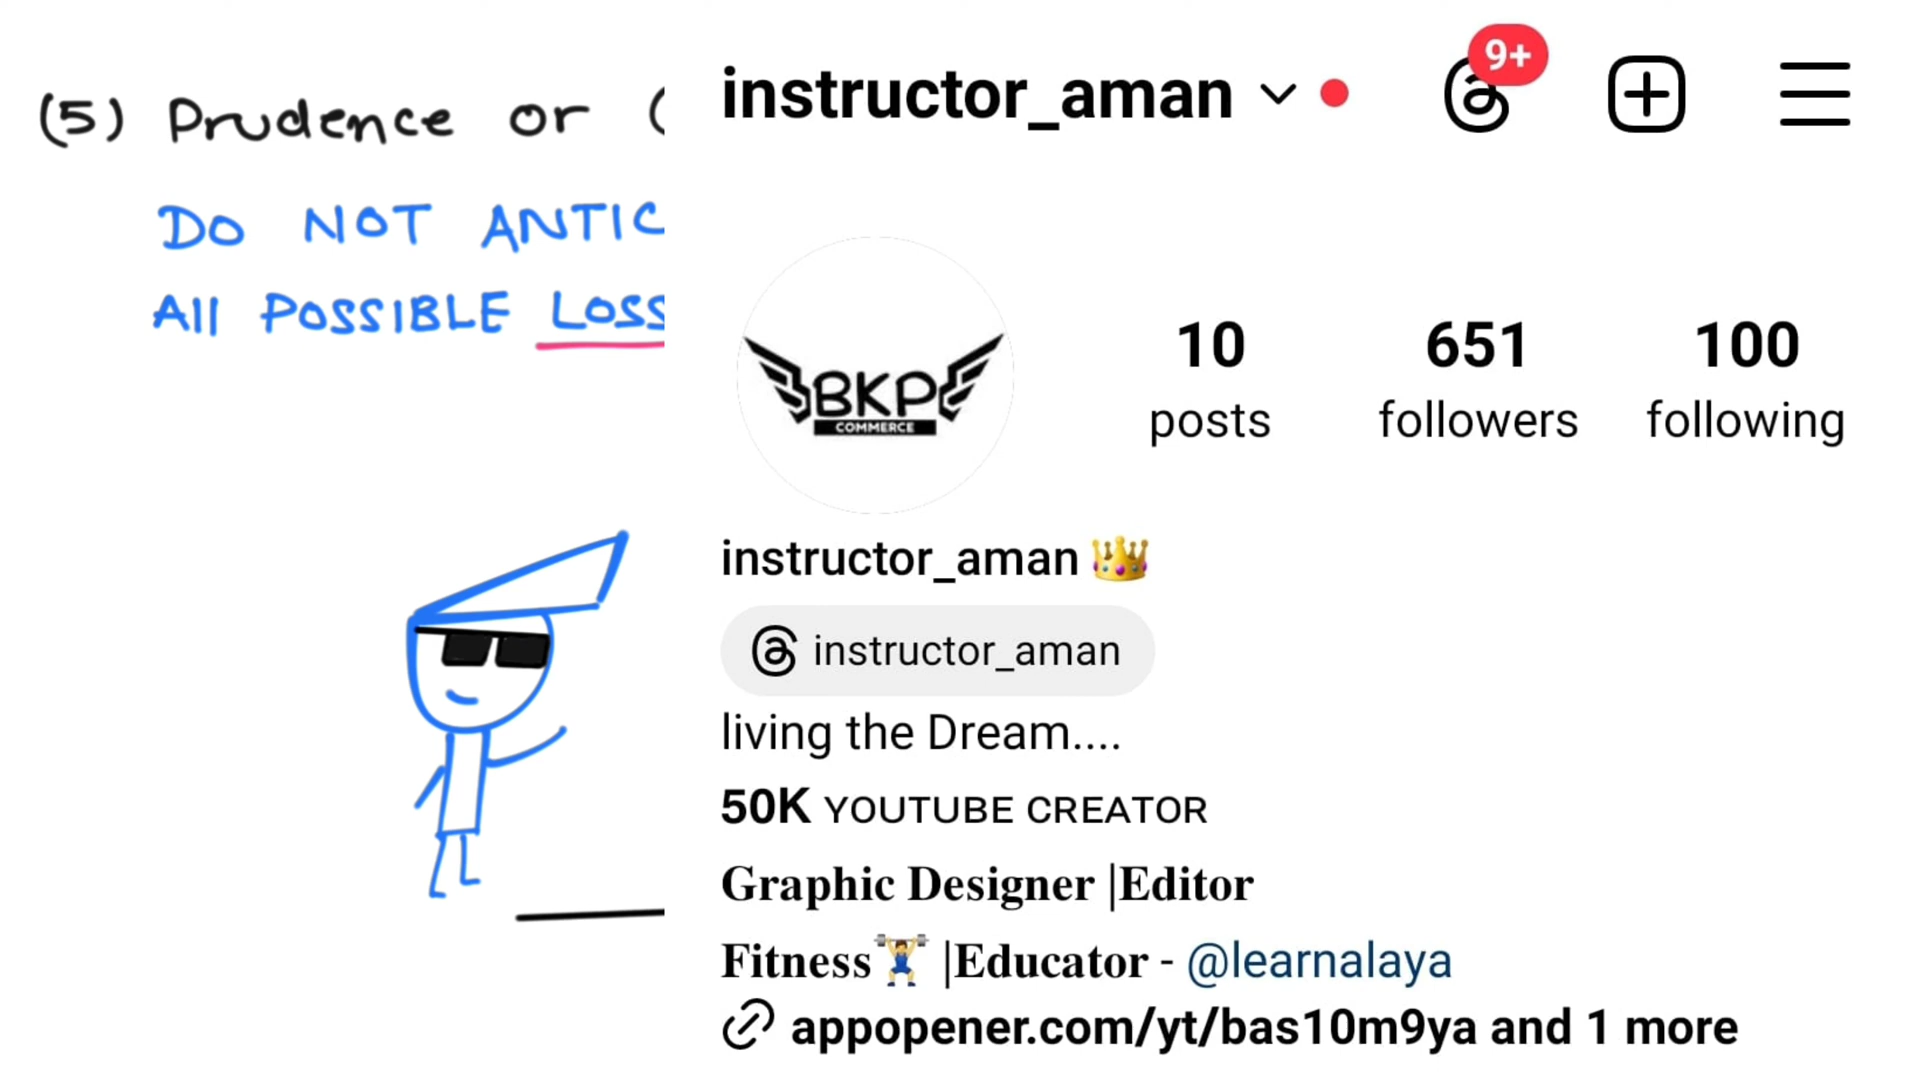 (5) Prudence or (
DO NOT ANTIC
All POSSIBLE LOSS
instructor_aman
9+
BKP
COMMERCE
10 651 100
posts followers following
instructor_aman 👑
instructor_aman
living the Dream....
50K YOUTUBE CREATOR
Graphic Designer |Editor
Fitness🏋️ |Educator - @learnalaya
appopener.com/yt/bas10m9ya and 1 more